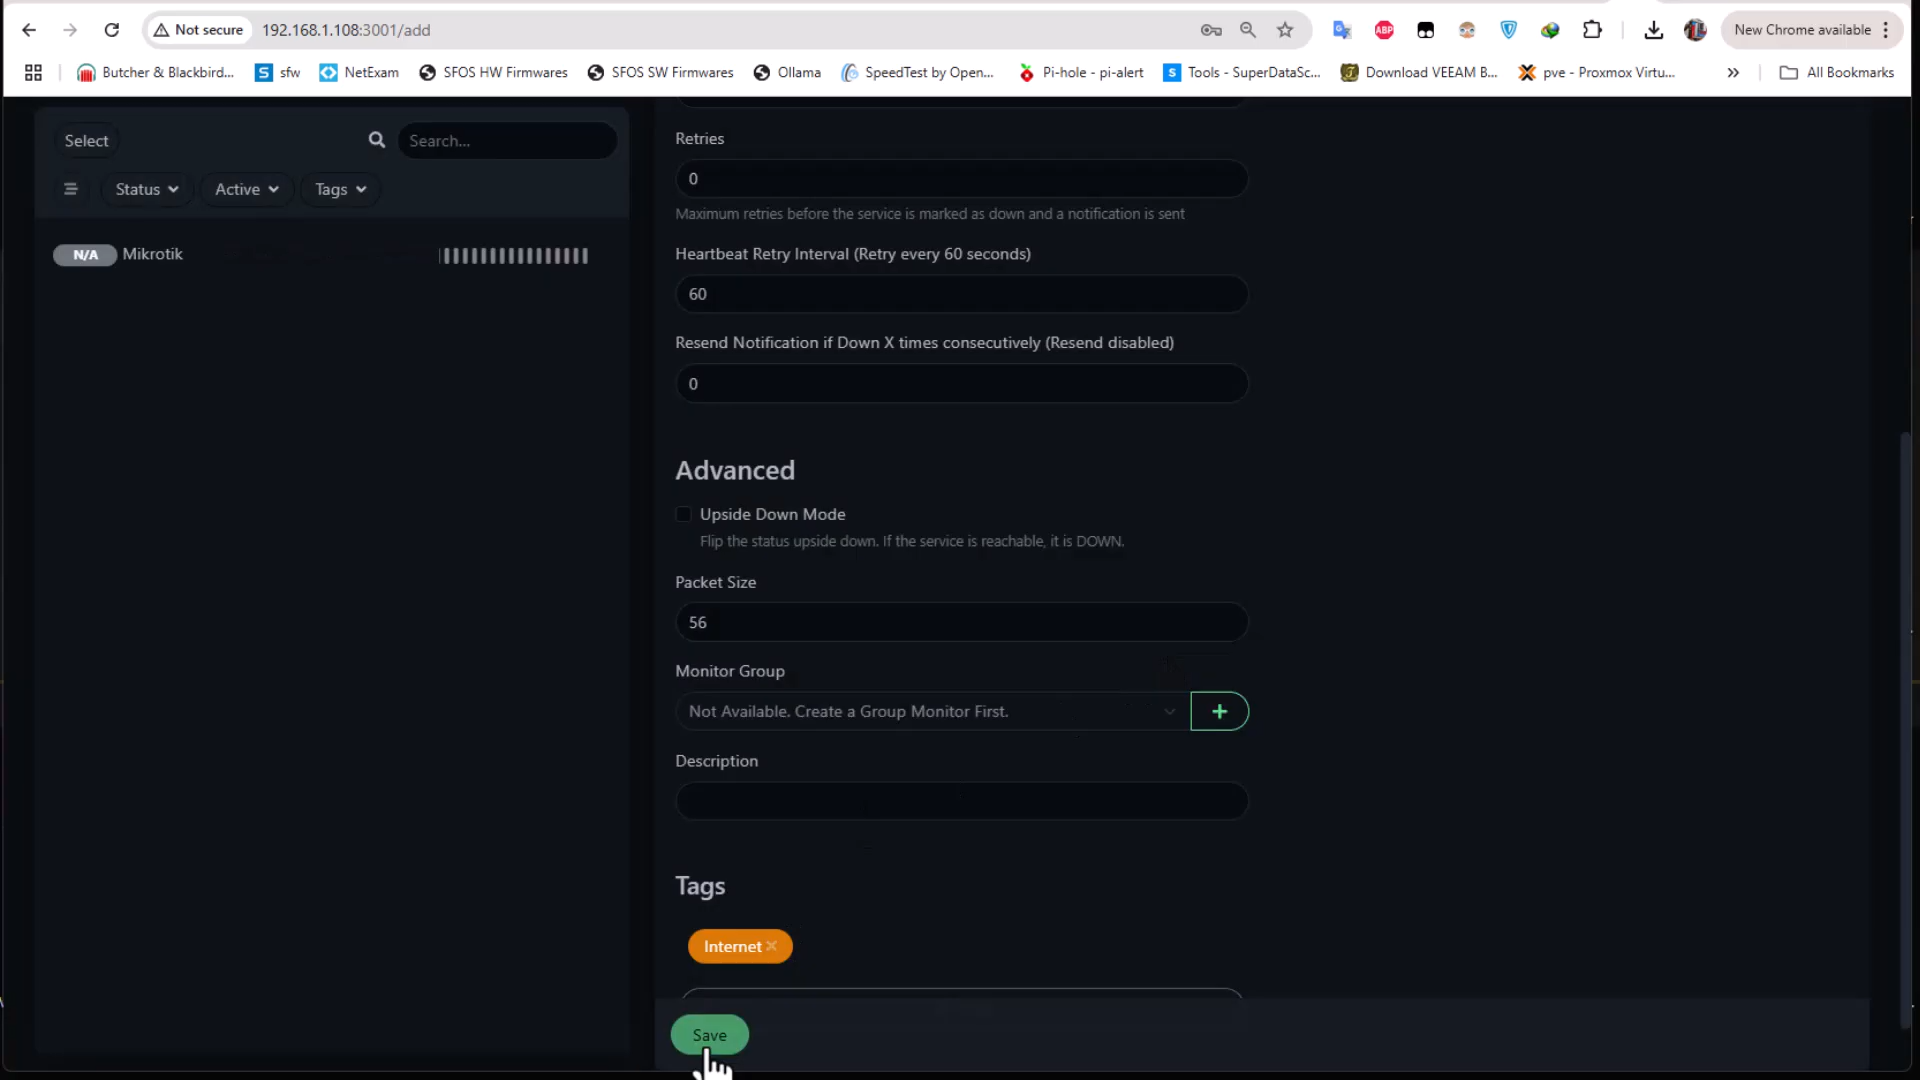 Not secure 192.168.1.108:3001/add ABP New Chrome available
Butcher & Blackbird... sfw NetExam SFOS HW Firmwares SFOS SW Firmwares Ollama SpeedTest by Open... Pi-hole - pi-alert Tools - SuperDataSc... Download VEEAM B... pve - Proxmox Virtu... » All Bookmarks
Select Search...
Status Active Tags
N/A Mikrotik
Retries
0
Maximum retries before the service is marked as down and a notification is sent
Heartbeat Retry Interval (Retry every 60 seconds)
60
Resend Notification if Down X times consecutively (Resend disabled)
0
Advanced
Upside Down Mode
Flip the status upside down. If the service is reachable, it is DOWN.
Packet Size
56
Monitor Group
Not Available. Create a Group Monitor First.
+
Description
Tags
Internet ×
Save